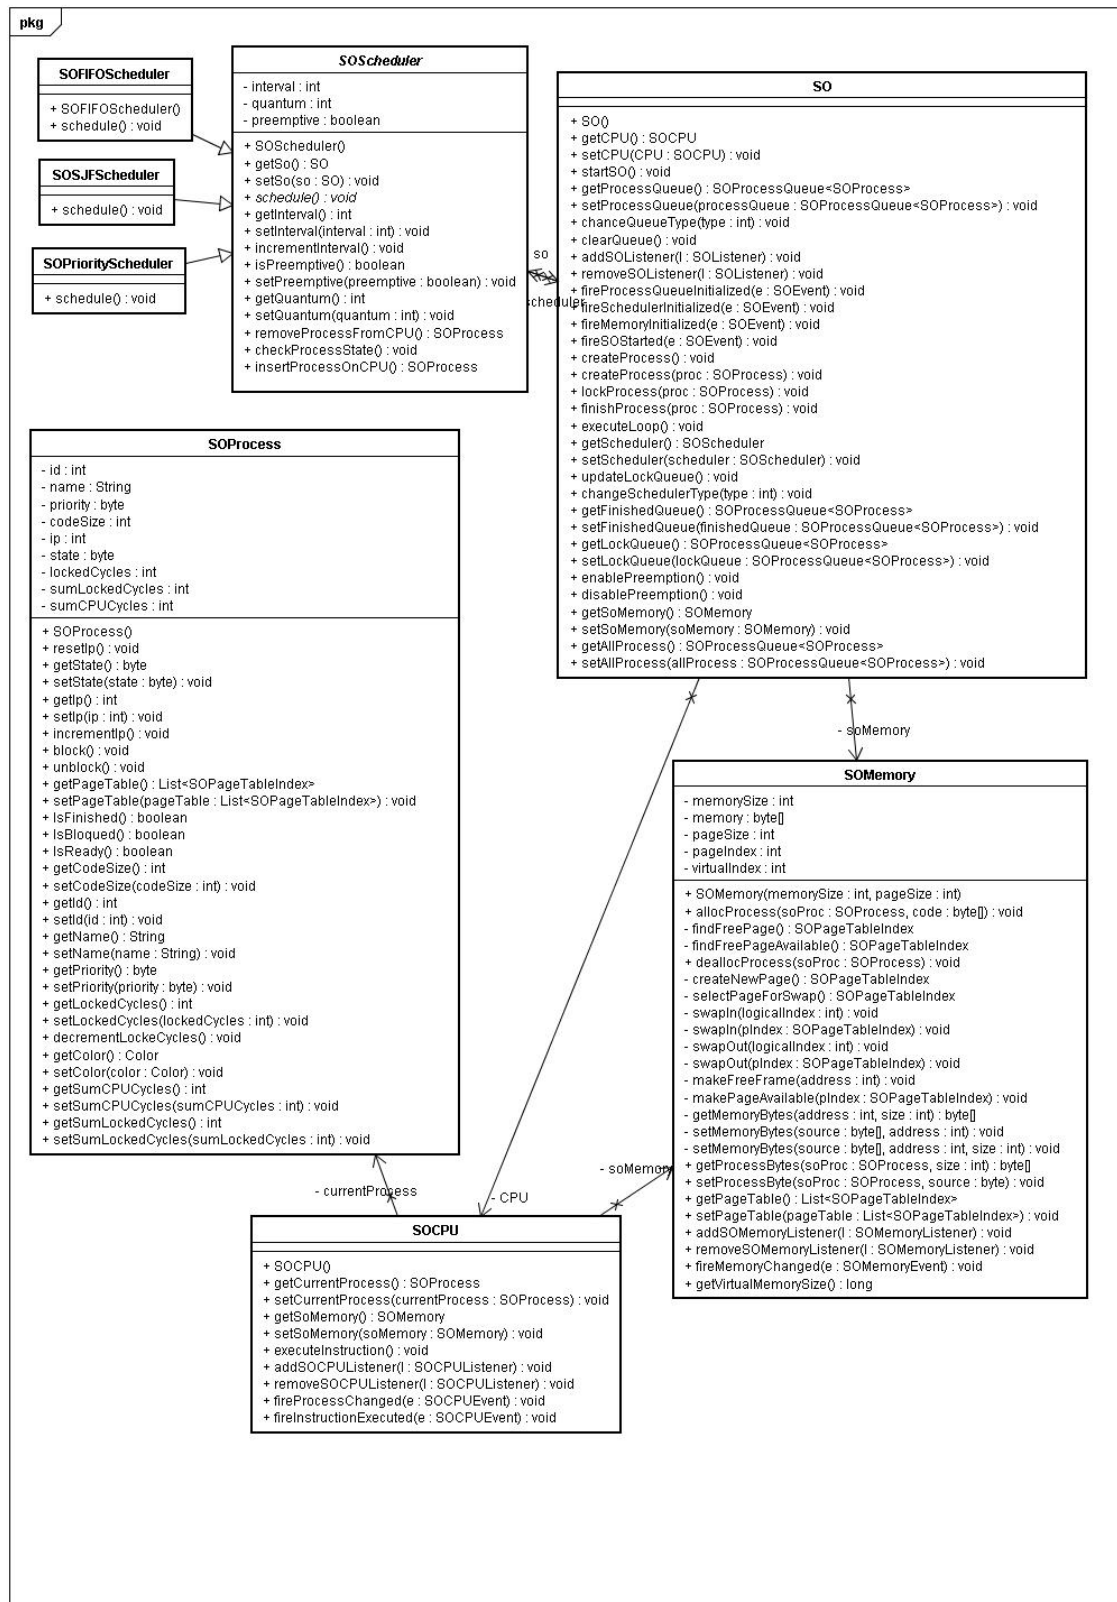 pkg
SOFIFOScheduler
+ SOFIFOScheduler()
+ schedule() : void
SOSJFScheduler
+ schedule() : void
SOPriorityScheduler
+ schedule() : void
SOScheduler
- interval : int
- quantum : int
- preemptive : boolean
+ SOScheduler()
+ getSo() : SO
+ setSo(so : SO) : void
+ schedule() : void
+ getInterval() : int
+ setInterval(interval : int) : void
+ incrementInterval() : void
+ isPreemptive() : boolean
+ setPreemptive(preemptive : boolean) : void
+ getQuantum() : int
+ setQuantum(quantum : int) : void
+ removeProcessFromCPU() : SOProcess
+ checkProcessState() : void
+ insertProcessOnCPU() : SOProcess
so
scheduler
SO
+ SO()
+ getCPU() : SOCPU
+ setCPU(CPU : SOCPU) : void
+ startSO() : void
+ getProcessQueue() : SOProcessQueue<SOProcess>
+ setProcessQueue(processQueue : SOProcessQueue<SOProcess>) : void
+ chanceQueueType(type : int) : void
+ clearQueue() : void
+ addSOListener(l : SOListener) : void
+ removeSOListener(l : SOListener) : void
+ fireProcessQueueInitialized(e : SOEvent) : void
+ fireSchedulerInitialized(e : SOEvent) : void
+ fireMemoryInitialized(e : SOEvent) : void
+ fireSOStarted(e : SOEvent) : void
+ createProcess() : void
+ createProcess(proc : SOProcess) : void
+ lockProcess(proc : SOProcess) : void
+ finishProcess(proc : SOProcess) : void
+ executeLoop() : void
+ getScheduler() : SOScheduler
+ setScheduler(scheduler : SOScheduler) : void
+ updateLockQueue() : void
+ changeSchedulerType(type : int) : void
+ getFinishedQueue() : SOProcessQueue<SOProcess>
+ setFinishedQueue(finishedQueue : SOProcessQueue<SOProcess>) : void
+ getLockQueue() : SOProcessQueue<SOProcess>
+ setLockQueue(lockQueue : SOProcessQueue<SOProcess>) : void
+ enablePreemption() : void
+ disablePreemption() : void
+ getSoMemory() : SOMemory
+ setSoMemory(soMemory : SOMemory) : void
+ getAllProcess() : SOProcessQueue<SOProcess>
+ setAllProcess(allProcess : SOProcessQueue<SOProcess>) : void
SOProcess
- id : int
- name : String
- priority : byte
- codeSize : int
- ip : int
- state : byte
- lockedCycles : int
- sumLockedCycles : int
- sumCPUCycles : int
+ SOProcess()
+ resetIp() : void
+ getState() : byte
+ setState(state : byte) : void
+ getIp() : int
+ setIp(ip : int) : void
+ incrementIp() : void
+ block() : void
+ unblock() : void
+ getPageTable() : List<SOPageTableIndex>
+ setPageTable(pageTable : List<SOPageTableIndex>) : void
+ IsFinished() : boolean
+ IsBloqued() : boolean
+ IsReady() : boolean
+ getCodeSize() : int
+ setCodeSize(codeSize : int) : void
+ getId() : int
+ setId(id : int) : void
+ getName() : String
+ setName(name : String) : void
+ getPriority() : byte
+ setPriority(priority : byte) : void
+ getLockedCycles() : int
+ setLockedCycles(lockedCycles : int) : void
+ decrementLockeCycles() : void
+ getColor() : Color
+ setColor(color : Color) : void
+ getSumCPUCycles() : int
+ setSumCPUCycles(sumCPUCycles : int) : void
+ getSumLockedCycles() : int
+ setSumLockedCycles(sumLockedCycles : int) : void
- soMemory
SOMemory
- memorySize : int
- memory : byte[]
- pageSize : int
- pageIndex : int
- virtualIndex : int
+ SOMemory(memorySize : int, pageSize : int)
+ allocProcess(soProc : SOProcess, code : byte[]) : void
- findFreePage() : SOPageTableIndex
- findFreePageAvailable() : SOPageTableIndex
+ deallocProcess(soProc : SOProcess) : void
- createNewPage() : SOPageTableIndex
- selectPageForSwap() : SOPageTableIndex
- swapIn(logicalIndex : int) : void
- swapIn(pIndex : SOPageTableIndex) : void
- swapOut(logicalIndex : int) : void
- swapOut(pIndex : SOPageTableIndex) : void
- makeFreeFrame(address : int) : void
- makePageAvailable(pIndex : SOPageTableIndex) : void
- getMemoryBytes(address : int, size : int) : byte[]
- setMemoryBytes(source : byte[], address : int) : void
- setMemoryBytes(source : byte[], address : int, size : int) : void
+ getProcessBytes(soProc : SOProcess, size : int) : byte[]
+ setProcessByte(soProc : SOProcess, source : byte) : void
+ getPageTable() : List<SOPageTableIndex>
+ setPageTable(pageTable : List<SOPageTableIndex>) : void
+ addSOMemoryListener(l : SOMemoryListener) : void
+ removeSOMemoryListener(l : SOMemoryListener) : void
+ fireMemoryChanged(e : SOMemoryEvent) : void
+ getVirtualMemorySize() : long
- soMemory
- currentProcess
- CPU
SOCPU
+ SOCPU()
+ getCurrentProcess() : SOProcess
+ setCurrentProcess(currentProcess : SOProcess) : void
+ getSoMemory() : SOMemory
+ setSoMemory(soMemory : SOMemory) : void
+ executeInstruction() : void
+ addSOCPUListener(l : SOCPUListener) : void
+ removeSOCPUListener(l : SOCPUListener) : void
+ fireProcessChanged(e : SOCPUEvent) : void
+ fireInstructionExecuted(e : SOCPUEvent) : void